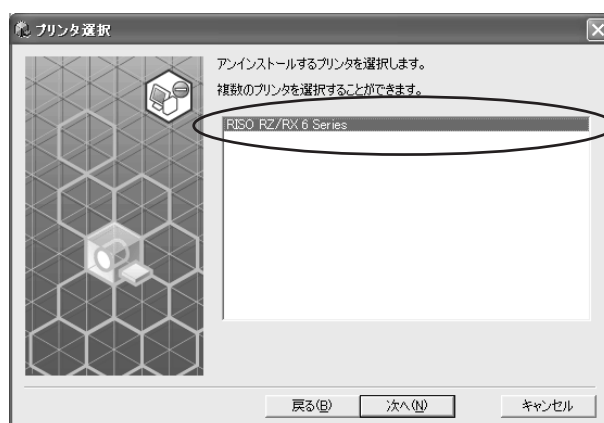 プリンタ選択
アンインストールするプリンタを選択します。
複数のプリンタを選択することができます。
RISO RZ/RX 6 Series
戻る(B) 次へ(N) キャンセル